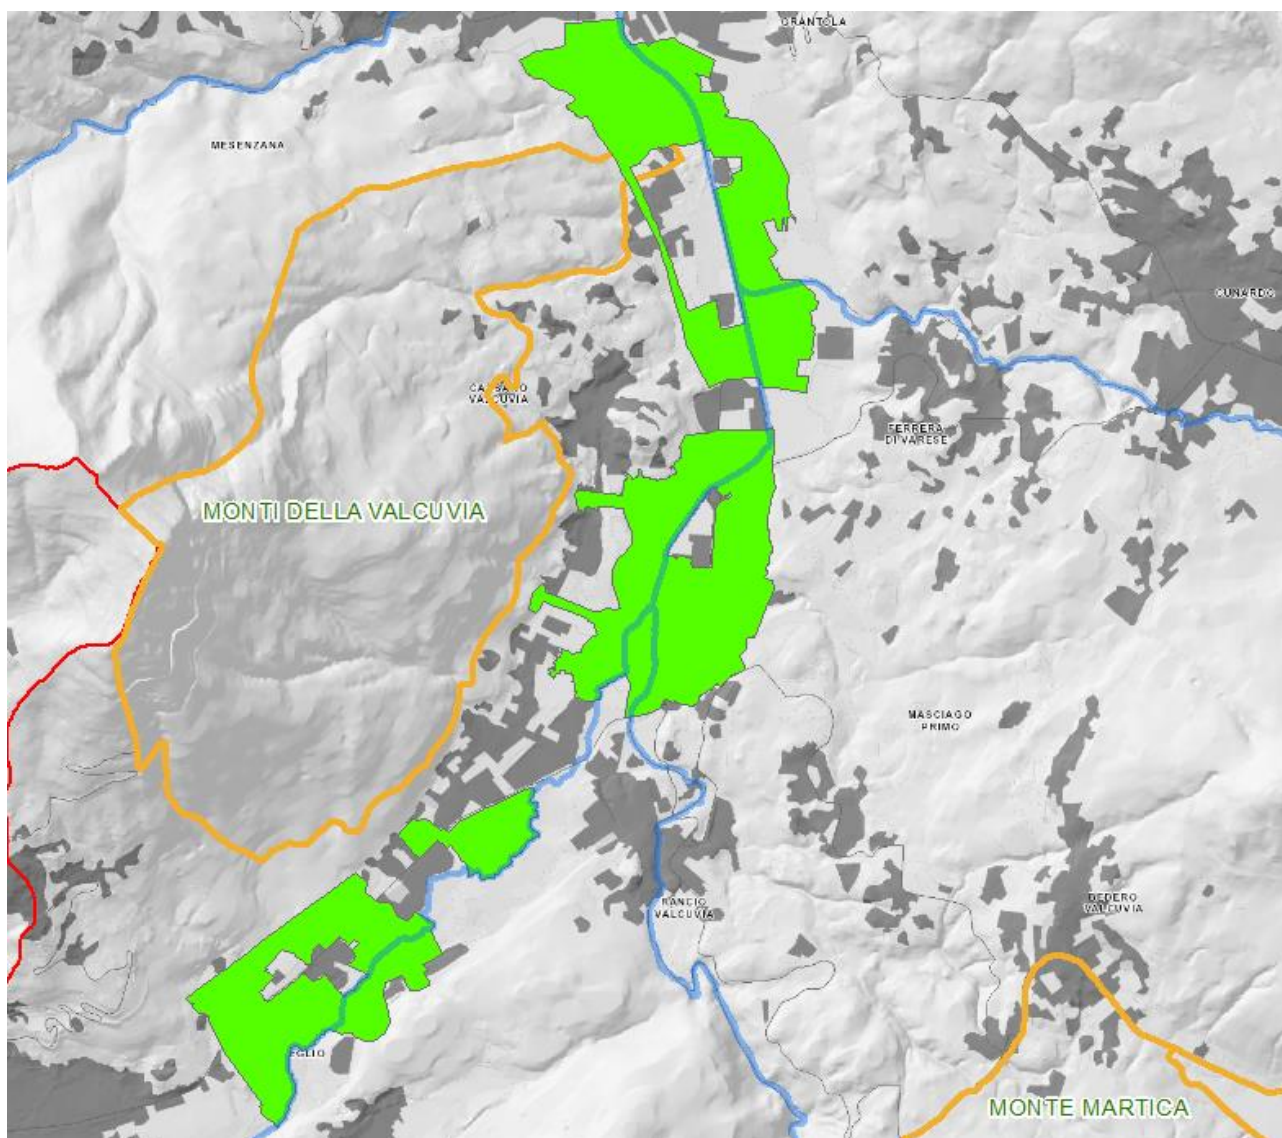 GRANTOLA
MESENZANA
CUNARDO
CASSANO
VALCUVIA
FERRERA
DI VARESE
MONTI DELLA VALCUVIA
MASCIAGO
PRIMO
RANCIO
VALCUVIA
BEDERO
VALCUVIA
EGLIO
MONTE MARTICA